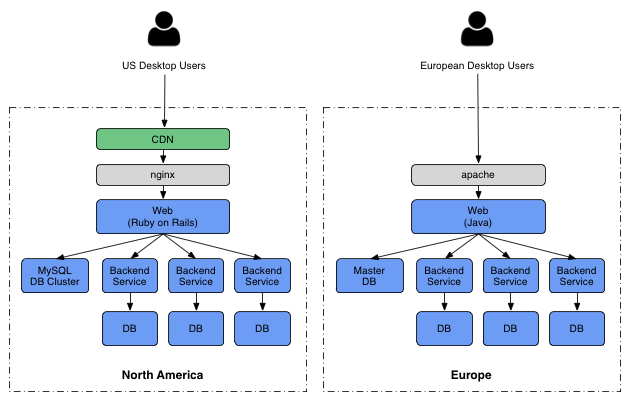 US Desktop Users
European Desktop Users
CDN
nginx
apache
Web
(Ruby on Rails)
Web
(Java)
MySQL
DB Cluster
Backend
Service
Backend
Service
Backend
Service
Master
DB
Backend
Service
Backend
Service
Backend
Service
DB
DB
DB
DB
DB
DB
North America
Europe